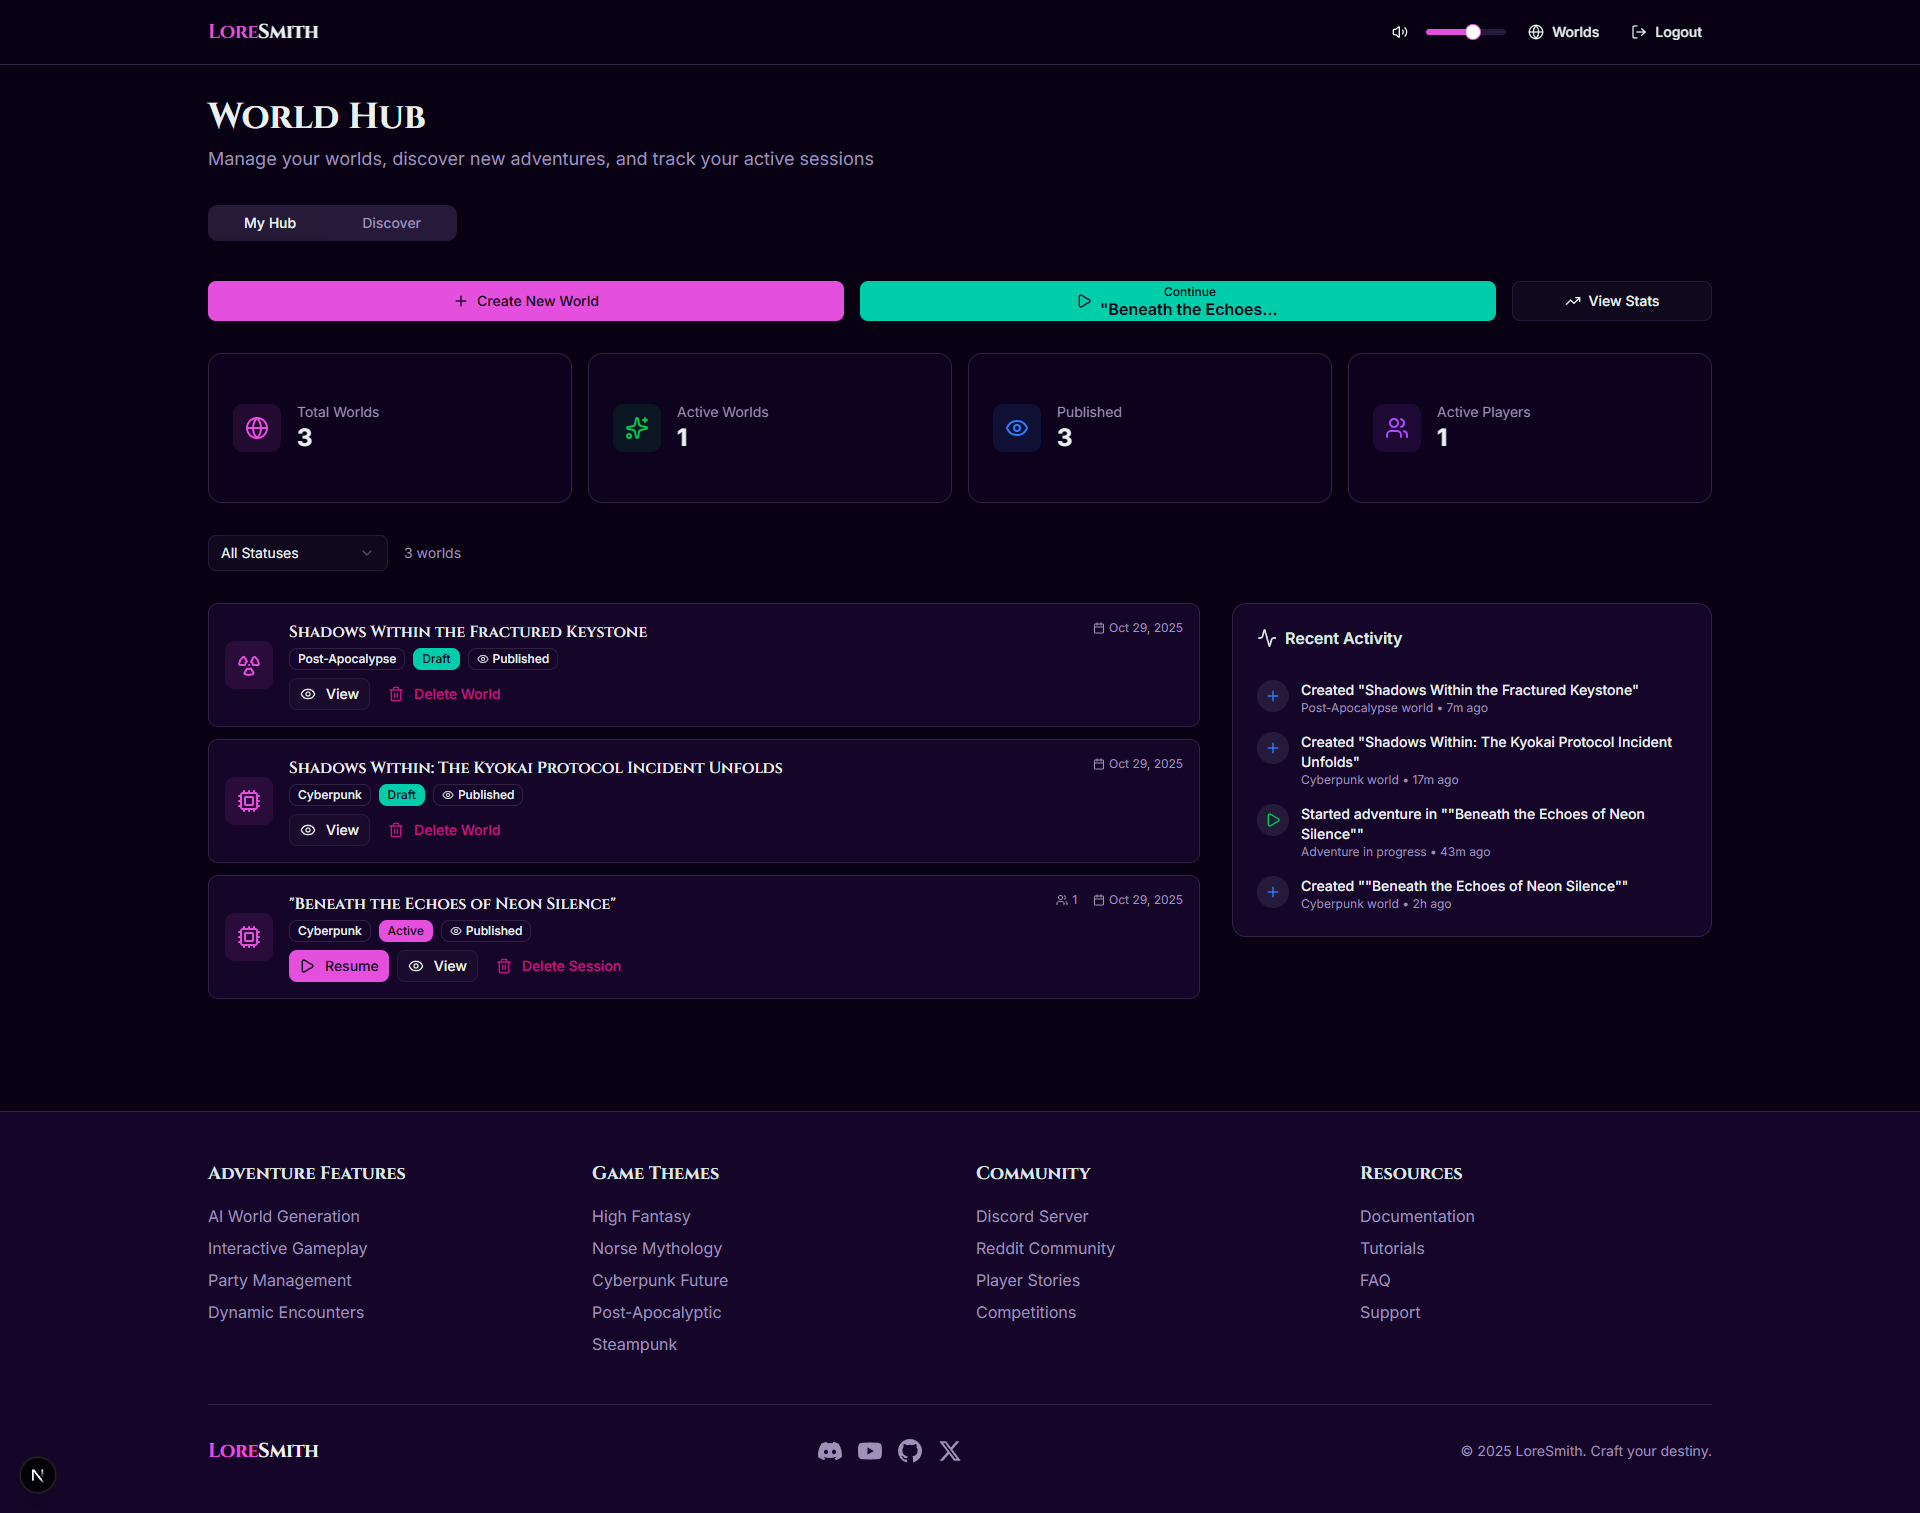 LoreSmith
Worlds
Logout
World Hub
Manage your worlds, discover new adventures, and track your active sessions
My Hub
Discover
Create New World
Continue
"Beneath the Echoes...
View Stats
Total Worlds
3
Active Worlds
1
Published
3
Active Players
1
All Statuses
3 worlds
Shadows Within the Fractured Keystone
Oct 29, 2025
Post-Apocalypse
Draft
Published
View
Delete World
Shadows Within: The Kyokai Protocol Incident Unfolds
Oct 29, 2025
Cyberpunk
Draft
Published
View
Delete World
"Beneath the Echoes of Neon Silence"
1
Oct 29, 2025
Cyberpunk
Active
Published
Resume
View
Delete Session
Recent Activity
Created "Shadows Within the Fractured Keystone"
Post-Apocalypse world • 7m ago
Created "Shadows Within: The Kyokai Protocol Incident
Unfolds"
Cyberpunk world • 17m ago
Started adventure in ""Beneath the Echoes of Neon
Silence""
Adventure in progress • 43m ago
Created ""Beneath the Echoes of Neon Silence""
Cyberpunk world • 2h ago
Adventure Features
AI World Generation
Interactive Gameplay
Party Management
Dynamic Encounters
Game Themes
High Fantasy
Norse Mythology
Cyberpunk Future
Post-Apocalyptic
Steampunk
Community
Discord Server
Reddit Community
Player Stories
Competitions
Resources
Documentation
Tutorials
FAQ
Support
LoreSmith
© 2025 LoreSmith. Craft your destiny.
N